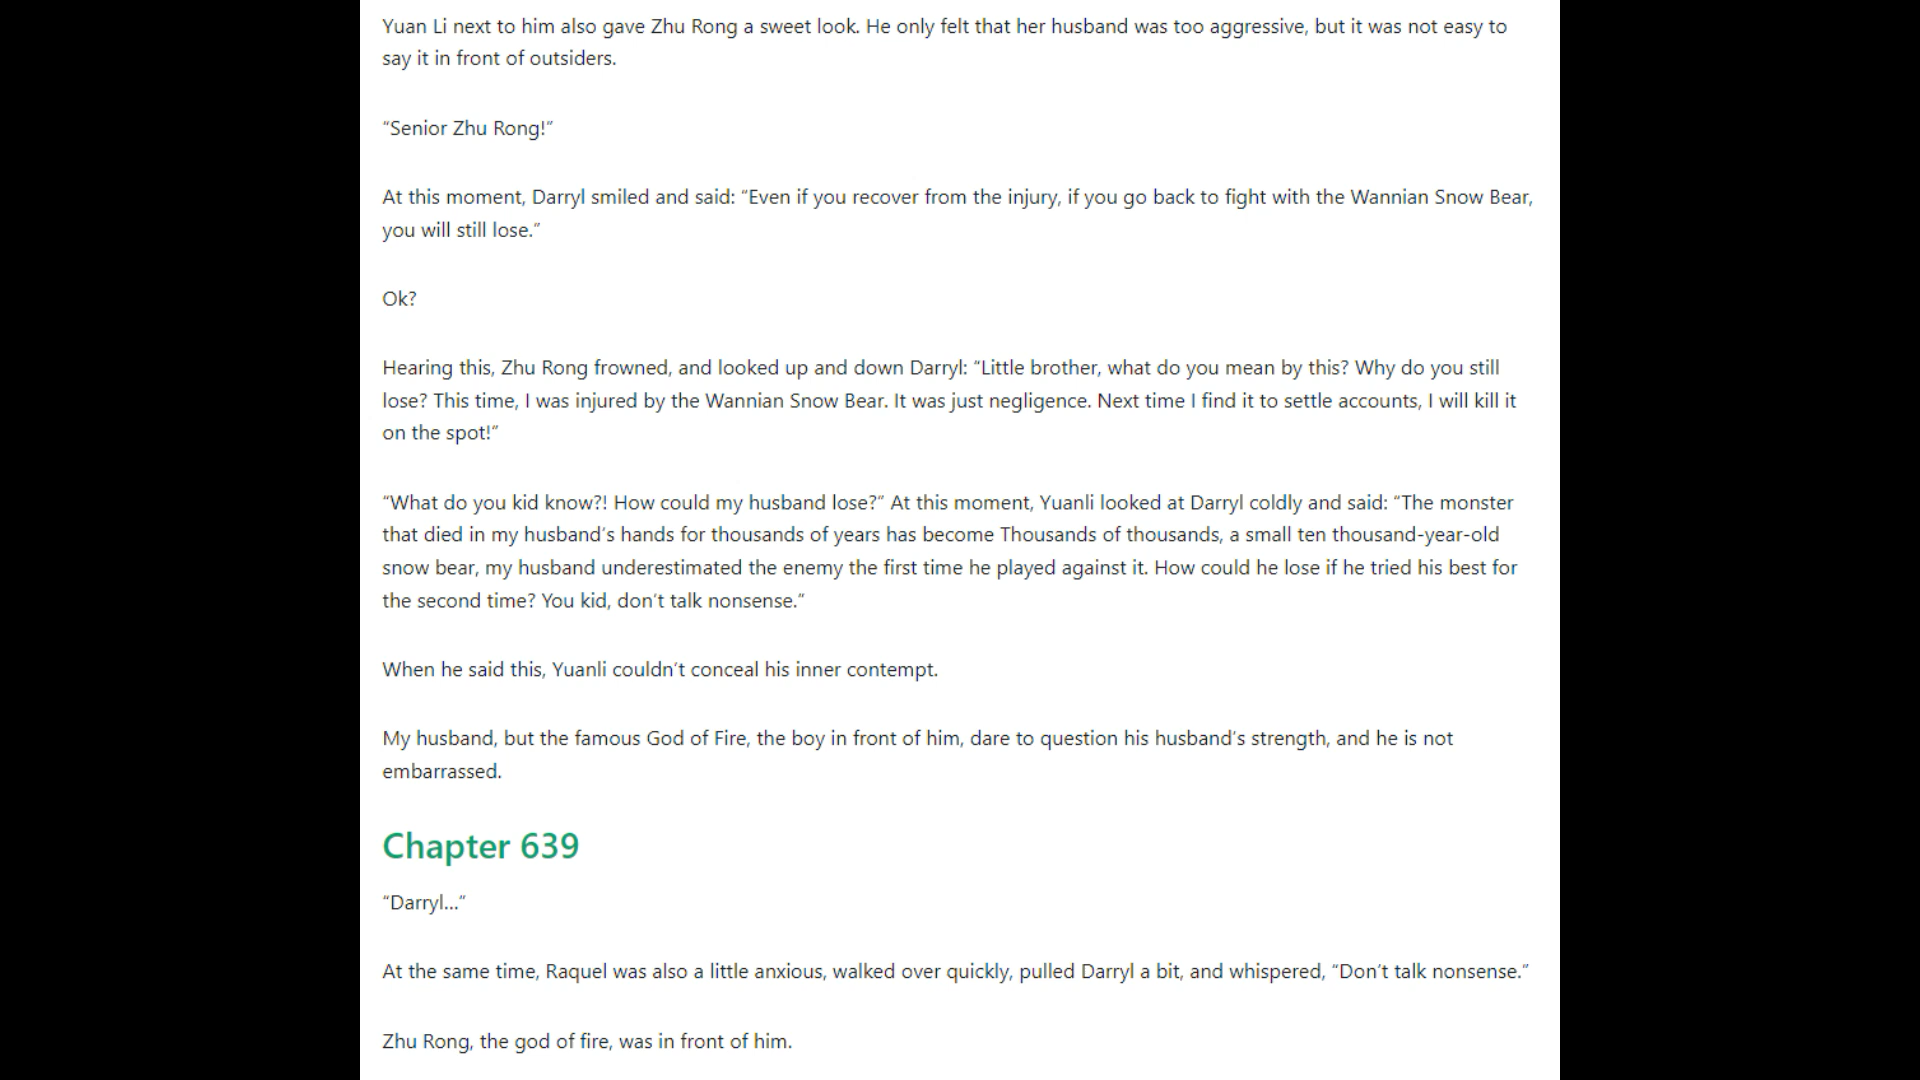 Yuan Li next to him also gave Zhu Rong a sweet look. He only felt that her husband was too aggressive, but it was not easy to
say it in front of outsiders.
“Senior Zhu Rong!”
At this moment, Darryl smiled and said: “Even if you recover from the injury, if you go back to fight with the Wannian Snow Bear,
you will still lose.”
Ok?
Hearing this, Zhu Rong frowned, and looked up and down Darryl: “Little brother, what do you mean by this? Why do you still
lose? This time, I was injured by the Wannian Snow Bear. It was just negligence. Next time I find it to settle accounts, I will kill it
on the spot!”
“What do you kid know?! How could my husband lose?” At this moment, Yuanli looked at Darryl coldly and said: “The monster
that died in my husband’s hands for thousands of years has become Thousands of thousands, a small ten thousand-year-old
snow bear, my husband underestimated the enemy the first time he played against it. How could he lose if he tried his best for
the second time? You kid, don’t talk nonsense.”
When he said this, Yuanli couldn’t conceal his inner contempt.
My husband, but the famous God of Fire, the boy in front of him, dare to question his husband’s strength, and he is not
embarrassed.
Chapter 639
“Darryl…”
At the same time, Raquel was also a little anxious, walked over quickly, pulled Darryl a bit, and whispered, “Don’t talk nonsense.”
Zhu Rong, the god of fire, was in front of him.